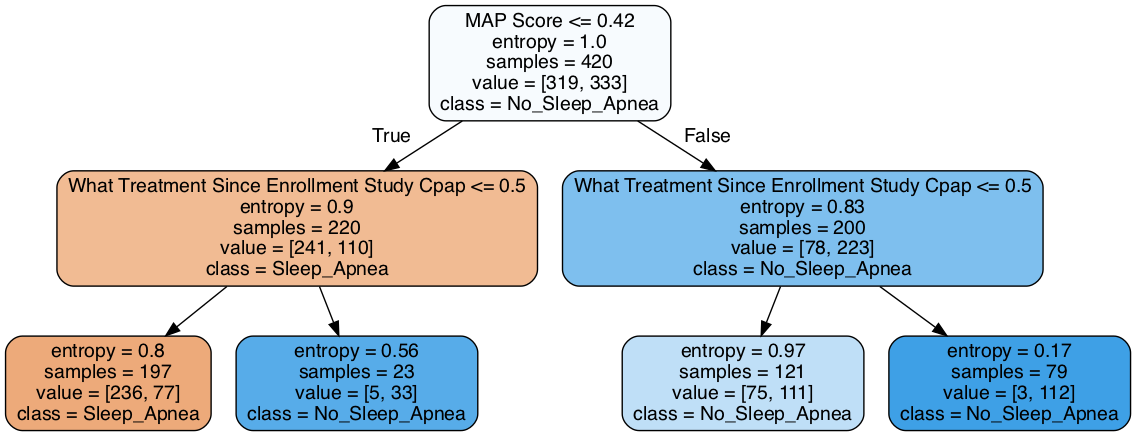 MAP Score <= 0.42
entropy = 1.0
samples = 420
value = [319, 333]
class = No_Sleep_Apnea
True
False
What Treatment Since Enrollment Study Cpap <= 0.5
entropy = 0.9
samples = 220
value = [241, 110]
class = Sleep_Apnea
What Treatment Since Enrollment Study Cpap <= 0.5
entropy = 0.83
samples = 200
value = [78, 223]
class = No_Sleep_Apnea
entropy = 0.8
samples = 197
value = [236, 77]
class = Sleep_Apnea
entropy = 0.56
samples = 23
value = [5, 33]
class = No_Sleep_Apnea
entropy = 0.97
samples = 121
value = [75, 111]
class = No_Sleep_Apnea
entropy = 0.17
samples = 79
value = [3, 112]
class = No_Sleep_Apnea